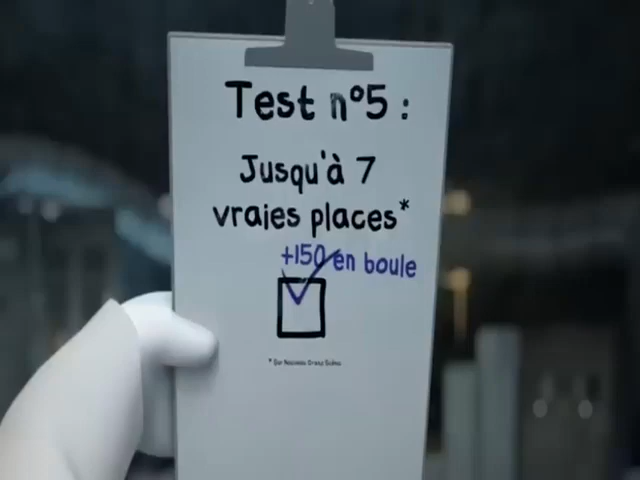 Test n°5 :
Jusqu'à 7
vraies places*
+150 en boule